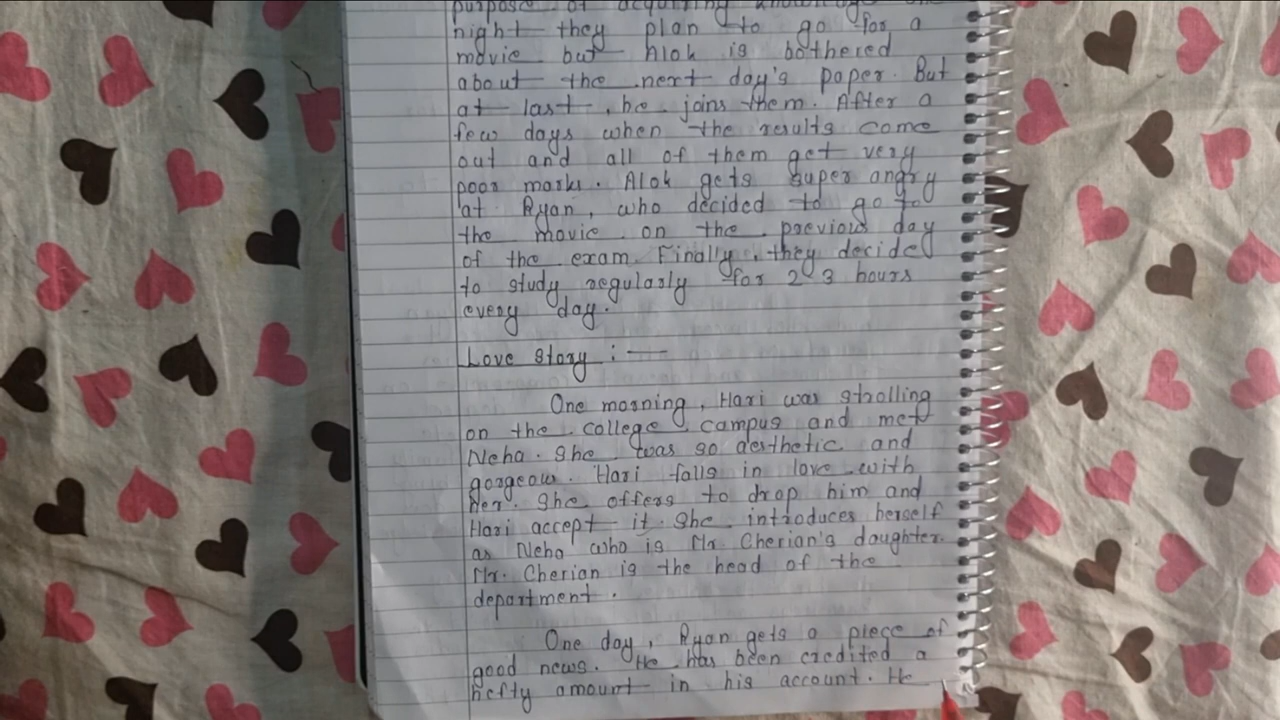 purpose of acquiring
night they plan to go for a
movie but Alok is bothered
about the next day's paper. But
at last, he joins them. After a
few days when the results come
out and all of them get very
poor marks. Alok gets super angry
at Ryan, who decided to go to
the movie on the previous day
of the exam. Finally, they decide
to study regularly for 2-3 hours
every day.
Love Story : —
One morning, Hari was strolling
on the college campus and met
Neha. She was so aesthetic and
gorgeous. Hari falls in love with
her. She offers to drop him and
Hari accept it. She introduces herself
as Neha who is Mr. Cherian's daughter.
Mr. Cherian is the head of the
department.
One day, Ryan gets a piece of
good news. He has been credited a
hefty amount in his account. He